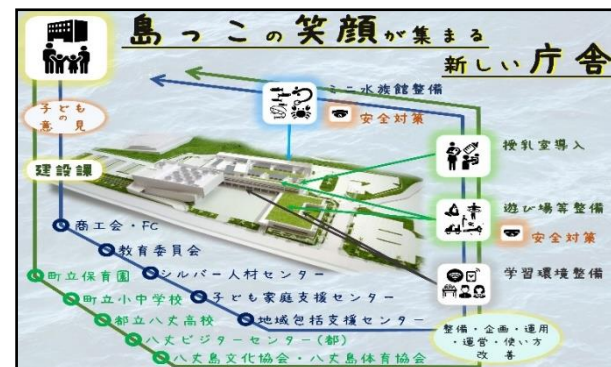 島っこの笑顔が集まる
新しい庁舎
子どもの
意見
建設課
ミニ水族館整備
安全対策
授乳室導入
遊び場等整備
安全対策
学習環境整備
商工会・FC
教育委員会
シルバー人材センター
子ども家庭支援センター
地域包括支援センター
町立保育園
町立小中学校
都立八丈高校
八丈ビジターセンター(都)
八丈島文化協会・八丈島体育協会
整備・企画・運用
・運営・使い方
改善